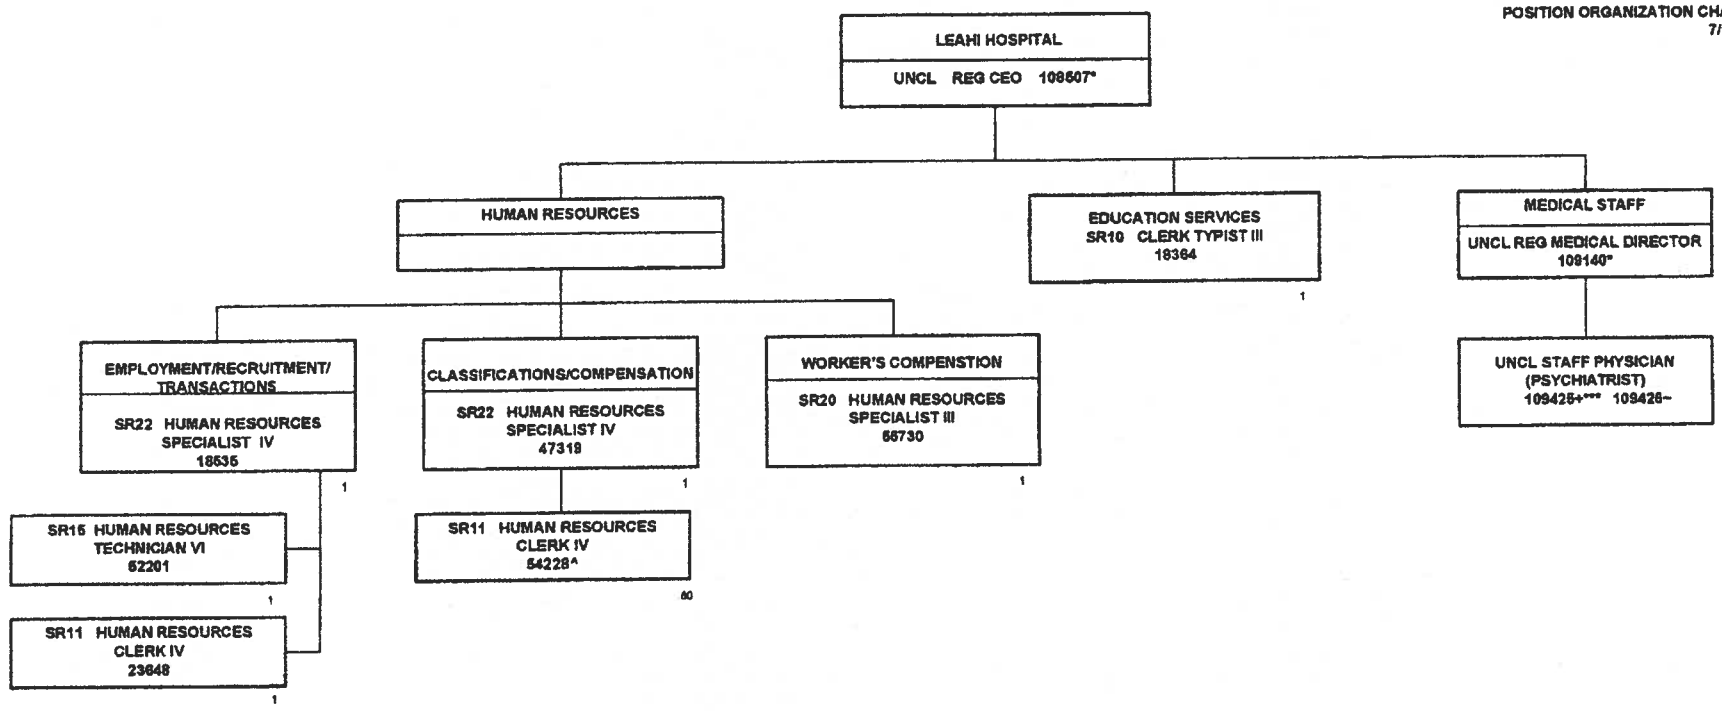 POSITION ORGANIZATION CHA
7/
LEAHI HOSPITAL
UNCL REG CEO 108507*
HUMAN RESOURCES
EDUCATION SERVICES
SR10 CLERK TYPIST III
18364
1
MEDICAL STAFF
UNCL REG MEDICAL DIRECTOR
109140*
EMPLOYMENT/RECRUITMENT/
TRANSACTIONS
SR22 HUMAN RESOURCES
SPECIALIST IV
18535
1
CLASSIFICATIONS/COMPENSATION
SR22 HUMAN RESOURCES
SPECIALIST IV
47319
1
WORKER'S COMPENSTION
SR20 HUMAN RESOURCES
SPECIALIST III
56730
1
UNCL STAFF PHYSICIAN
(PSYCHIATRIST)
109425+*** 109426~
SR15 HUMAN RESOURCES
TECHNICIAN VI
52201
1
SR11 HUMAN RESOURCES
CLERK IV
54228^
60
SR11 HUMAN RESOURCES
CLERK IV
23648
1